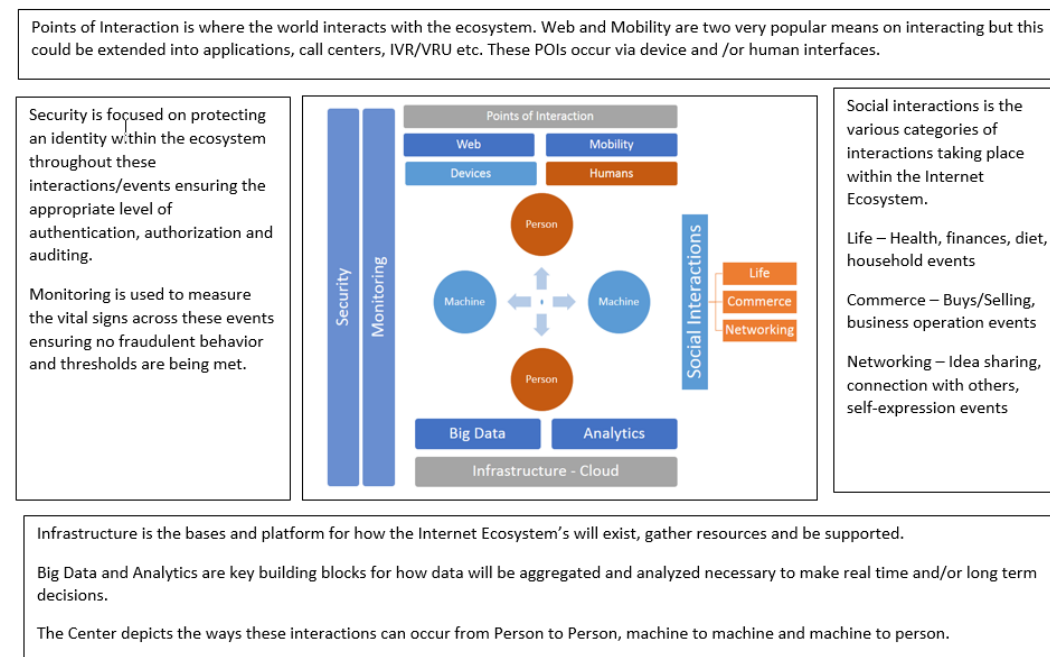 Points of Interaction is where the world interacts with the ecosystem. Web and Mobility are two very popular means on interacting but this
could be extended into applications, call centers, IVR/VRU etc. These POIs occur via device and /or human interfaces.
Security is focused on protecting
an identity within the ecosystem
throughout these
interactions/events ensuring the
appropriate level of
authentication, authorization and
auditing.
Monitoring is used to measure
the vital signs across these events
ensuring no fraudulent behavior
and thresholds are being met.
Security
Monitoring
Points of Interaction
Web
Mobility
Devices
Humans
Person
Machine
Machine
Person
Big Data
Analytics
Infrastructure - Cloud
Social Interactions
Life
Commerce
Networking
Social interactions is the
various categories of
interactions taking place
within the Internet
Ecosystem.
Life – Health, finances, diet,
household events
Commerce – Buys/Selling,
business operation events
Networking – Idea sharing,
connection with others,
self-expression events
Infrastructure is the bases and platform for how the Internet Ecosystem's will exist, gather resources and be supported.
Big Data and Analytics are key building blocks for how data will be aggregated and analyzed necessary to make real time and/or long term
decisions.
The Center depicts the ways these interactions can occur from Person to Person, machine to machine and machine to person.